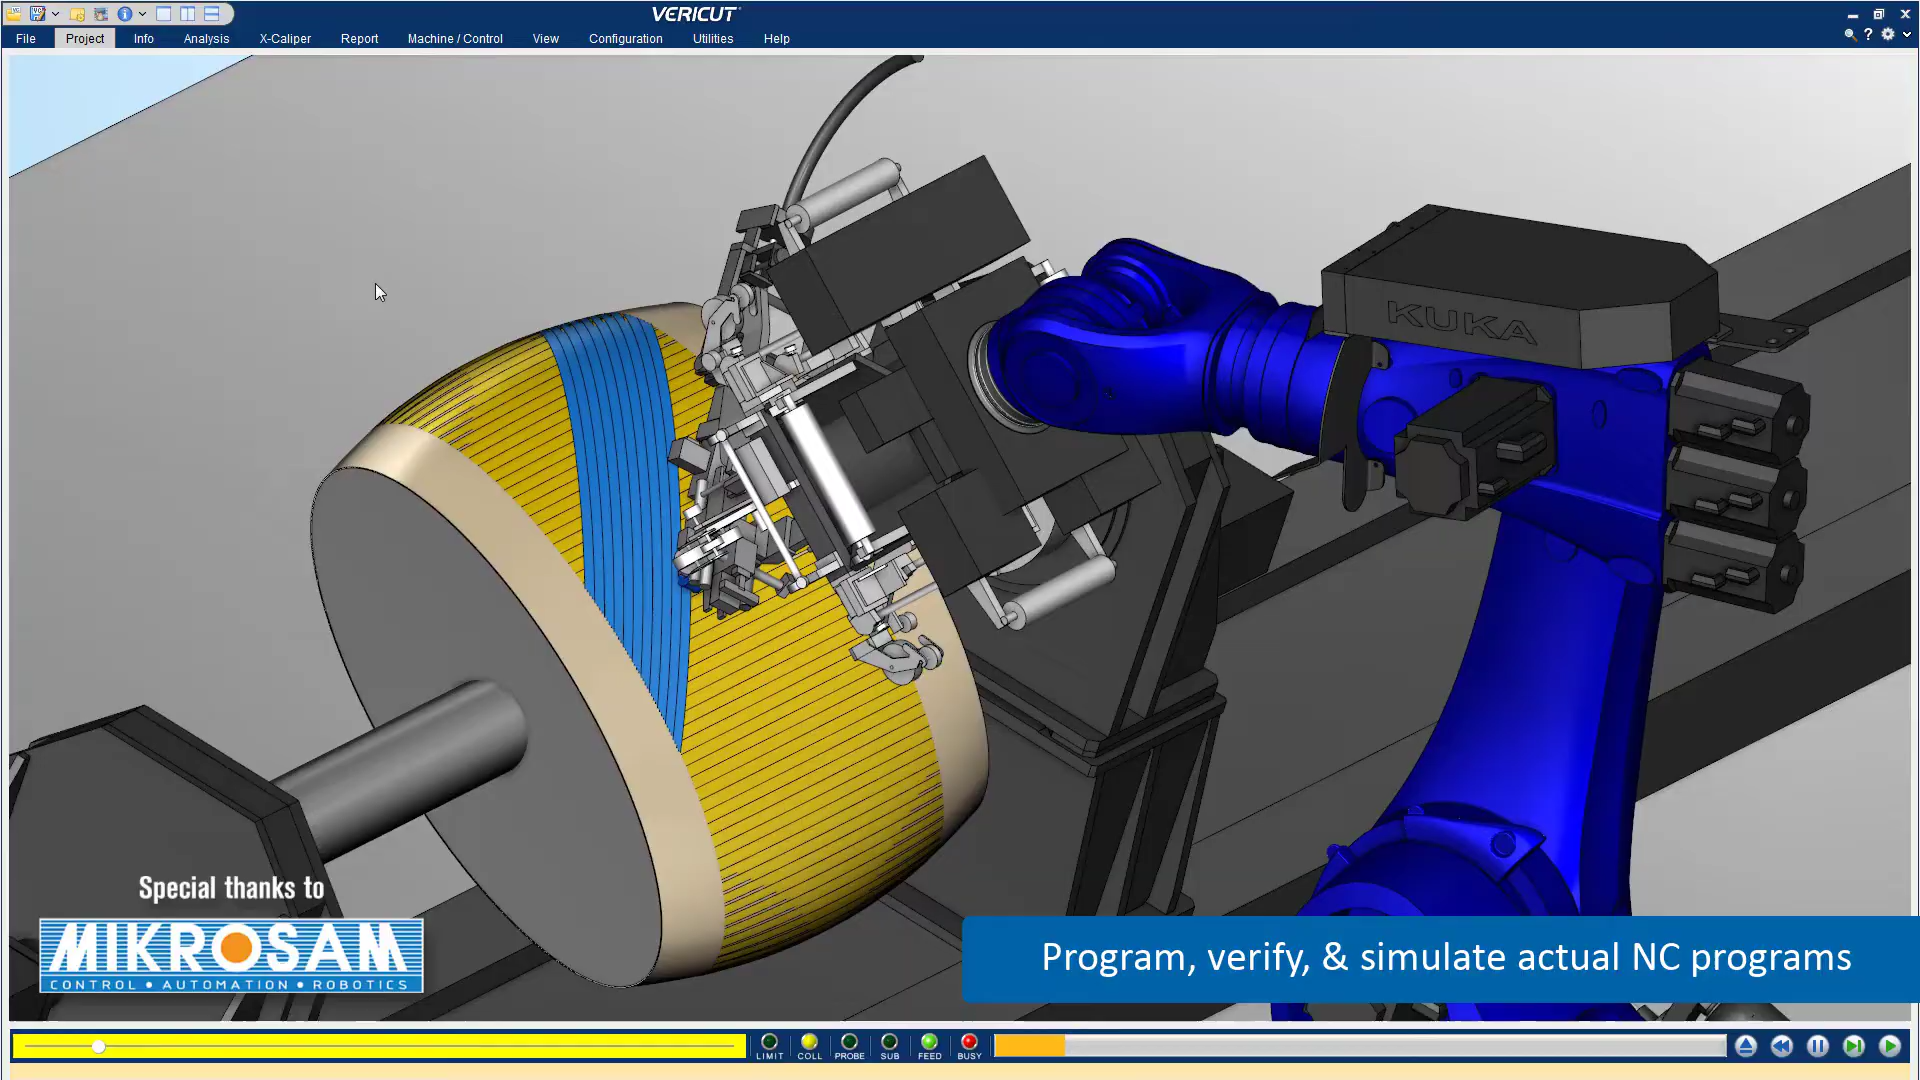 VERICUT
File Project Info Analysis X-Caliper Report Machine / Control View Configuration Utilities Help
KUKA
Special thanks to
MIKROSAM
CONTROL • AUTOMATION • ROBOTICS
Program, verify, & simulate actual NC programs
LIMIT COLL PROBE SUB FEED BUSY